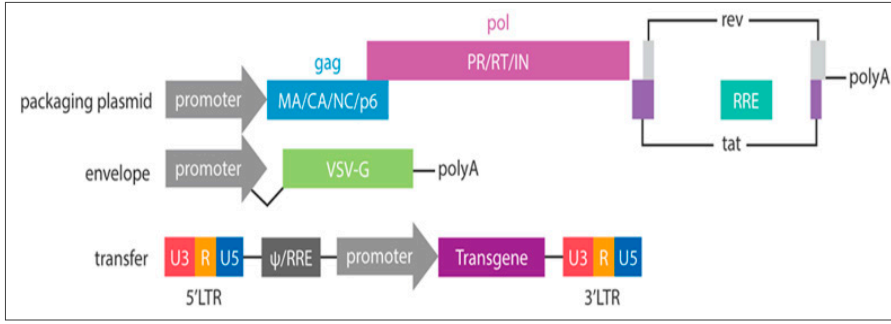 pol
rev
gag
PR/RT/IN
polyA
packaging plasmid
promoter
MA/CA/NC/p6
RRE
tat
envelope
promoter
VSV-G
polyA
transfer
U3 R U5
ψ/RRE
promoter
Transgene
U3 R U5
5'LTR
3'LTR